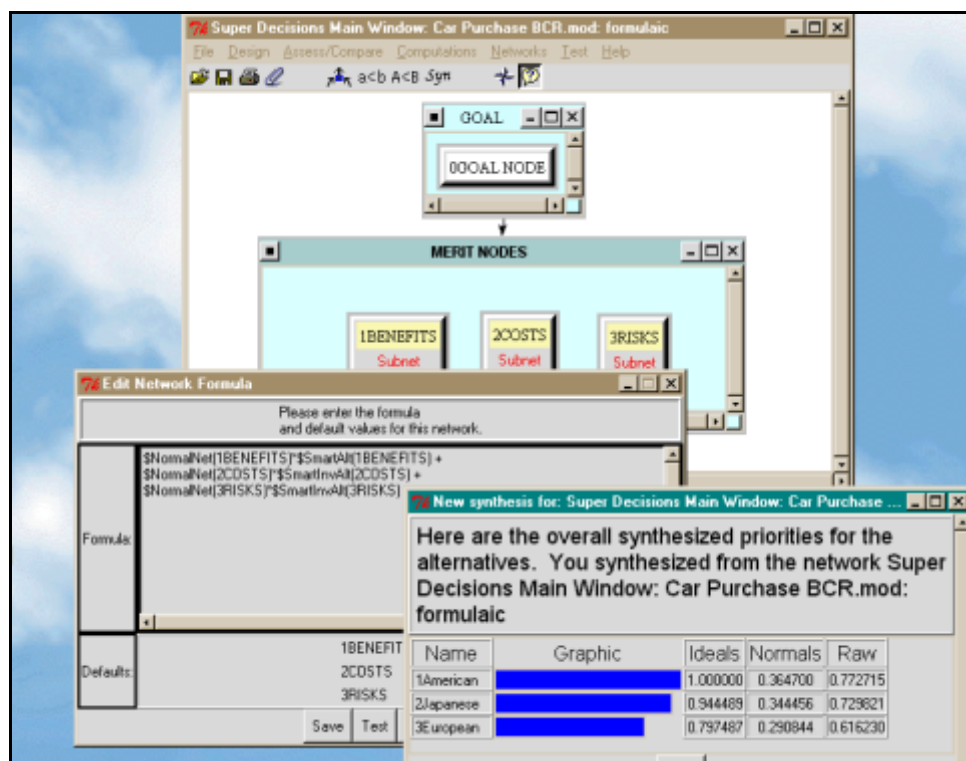 Super Decisions Main Window: Car Purchase BCR.mod: formulaic
File Design Assess/Compare Computations Networks Test Help
a<b A<B Syn
GOAL
0GOAL NODE
MERIT NODES
1BENEFITS
Subnet
2COSTS
Subnet
3RISKS
Subnet
Edit Network Formula
Please enter the formula
and default values for this network.
Formula:
$NormalNet(1BENEFITS)*$SmartAlt(1BENEFITS) +
$NormalNet(2COSTS)*$SmartInvAlt(2COSTS) +
$NormalNet(3RISKS)*$SmartInvAlt(3RISKS)
Defaults:
1BENEFIT
2COSTS
3RISKS
Save Test
New synthesis for: Super Decisions Main Window: Car Purchase ...
Here are the overall synthesized priorities for the
alternatives. You synthesized from the network Super
Decisions Main Window: Car Purchase BCR.mod:
formulaic
Name Graphic Ideals Normals Raw
1American 1.000000 0.364700 0.772715
2Japanese 0.944489 0.344456 0.729821
3European 0.797487 0.290844 0.616230